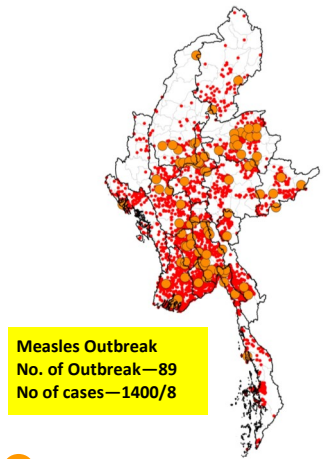 Measles Outbreak
No. of Outbreak—89
No of cases—1400/8